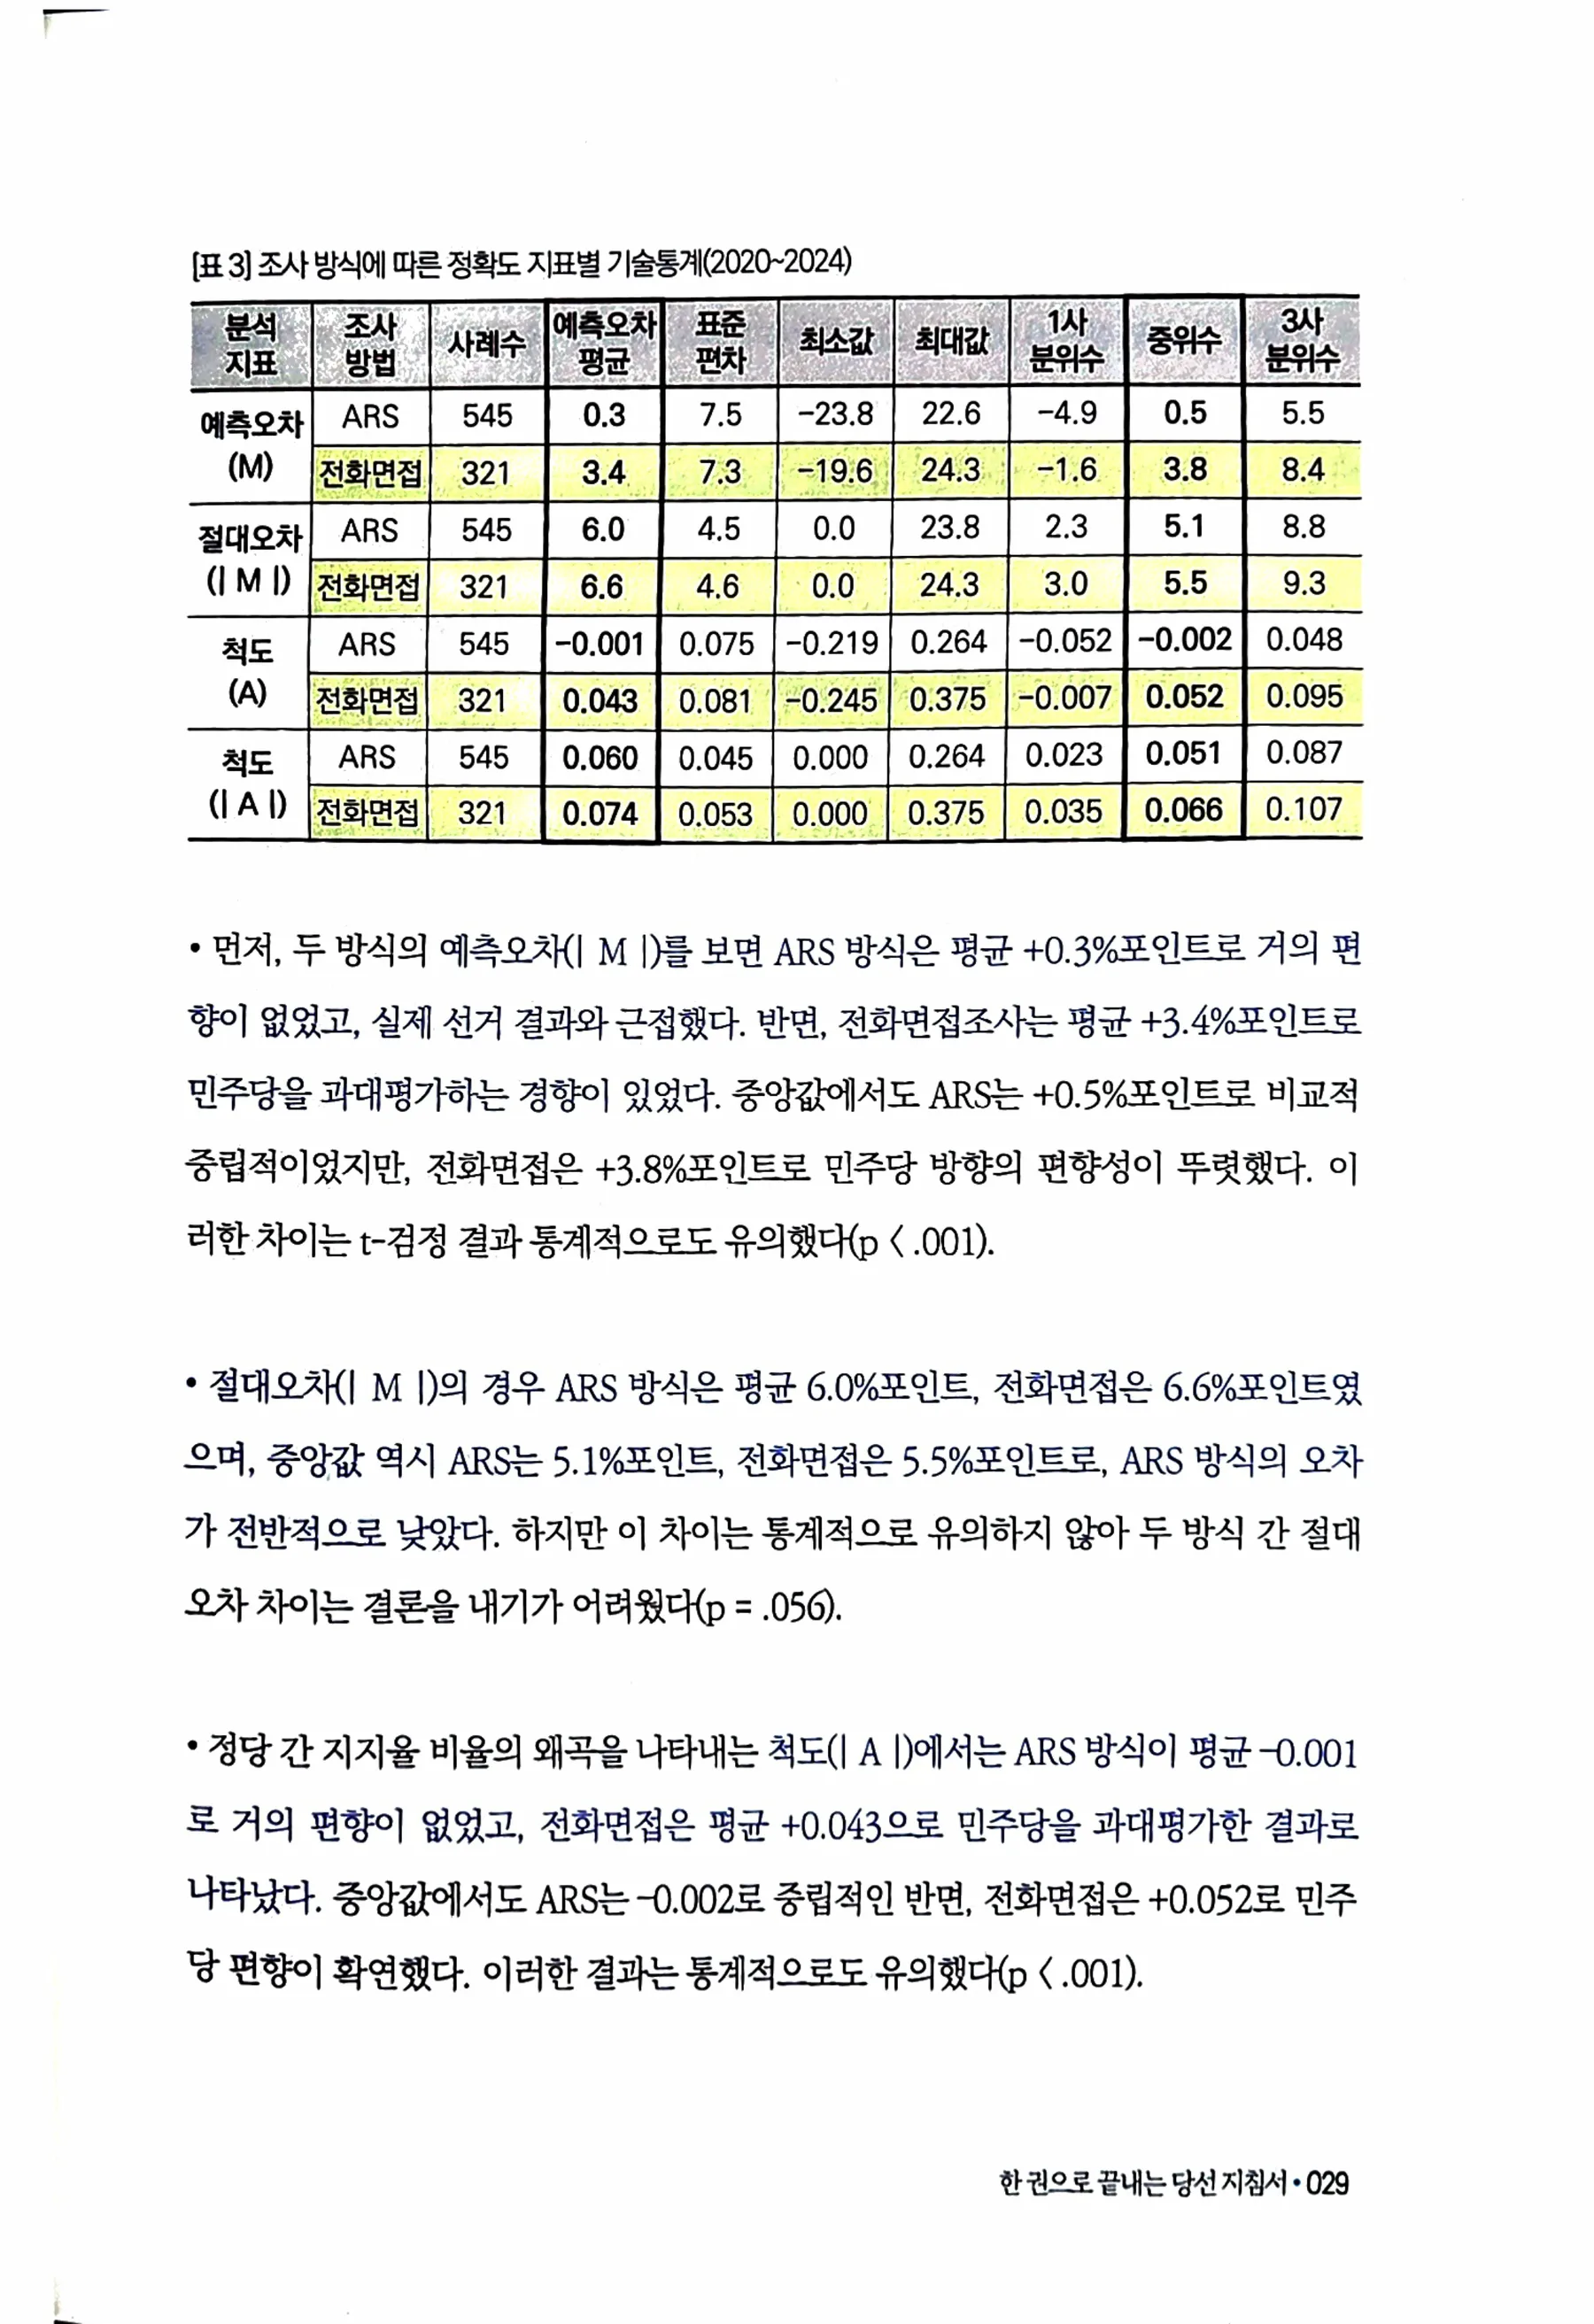 [표 3] 조사 방식에 따른 정확도 지표별 기술통계(2020~2024)
분석 지표 조사 방법 사례수 예측오차 평균 표준 편차 최소값 최대값 1사 분위수 중위수 3사 분위수
예측오차 (M) ARS 545 0.3 7.5 -23.8 22.6 -4.9 0.5 5.5
전화면접 321 3.4 7.3 -19.6 24.3 -1.6 3.8 8.4
절대오차 (| M |) ARS 545 6.0 4.5 0.0 23.8 2.3 5.1 8.8
전화면접 321 6.6 4.6 0.0 24.3 3.0 5.5 9.3
척도 (A) ARS 545 -0.001 0.075 -0.219 0.264 -0.052 -0.002 0.048
전화면접 321 0.043 0.081 -0.245 0.375 -0.007 0.052 0.095
척도 (| A |) ARS 545 0.060 0.045 0.000 0.264 0.023 0.051 0.087
전화면접 321 0.074 0.053 0.000 0.375 0.035 0.066 0.107
• 먼저, 두 방식의 예측오차(| M |)를 보면 ARS 방식은 평균 +0.3%포인트로 거의 편
향이 없었고, 실제 선거 결과와 근접했다. 반면, 전화면접조사는 평균 +3.4%포인트로
민주당을 과대평가하는 경향이 있었다. 중앙값에서도 ARS는 +0.5%포인트로 비교적
중립적이었지만, 전화면접은 +3.8%포인트로 민주당 방향의 편향성이 뚜렷했다. 이
러한 차이는 t-검정 결과 통계적으로도 유의했다(p < .001).
• 절대오차(| M |)의 경우 ARS 방식은 평균 6.0%포인트, 전화면접은 6.6%포인트였
으며, 중앙값 역시 ARS는 5.1%포인트, 전화면접은 5.5%포인트로, ARS 방식의 오차
가 전반적으로 낮았다. 하지만 이 차이는 통계적으로 유의하지 않아 두 방식 간 절대
오차 차이는 결론을 내기가 어려웠다(p = .056).
• 정당 간 지지율 비율의 왜곡을 나타내는 척도(| A |)에서는 ARS 방식이 평균 -0.001
로 거의 편향이 없었고, 전화면접은 평균 +0.043으로 민주당을 과대평가한 결과로
나타났다. 중앙값에서도 ARS는 -0.002로 중립적인 반면, 전화면접은 +0.052로 민주
당 편향이 확연했다. 이러한 결과는 통계적으로도 유의했다(p < .001).
한 권으로 끝내는 당선 지침서 • 029